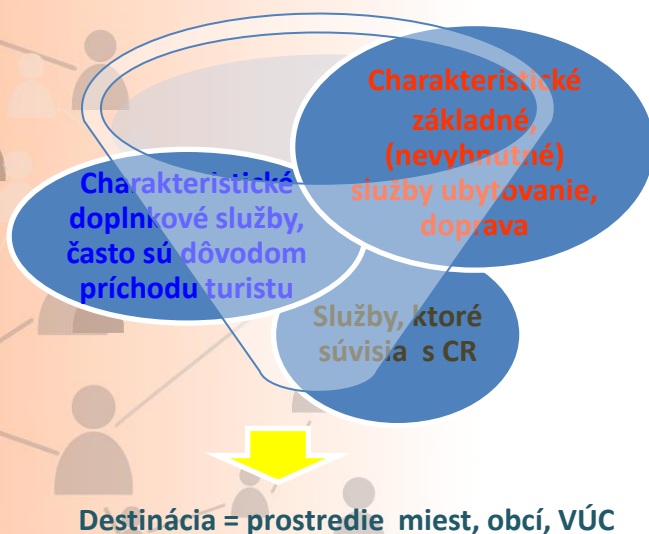 Charakteristické
základné,
(nevyhnutné)
služby ubytovanie,
doprava
Charakteristické
doplnkové služby,
často sú dôvodom
príchodu turistu
Služby, ktoré
súvisia s CR
Destinácia = prostredie miest, obcí, VÚC